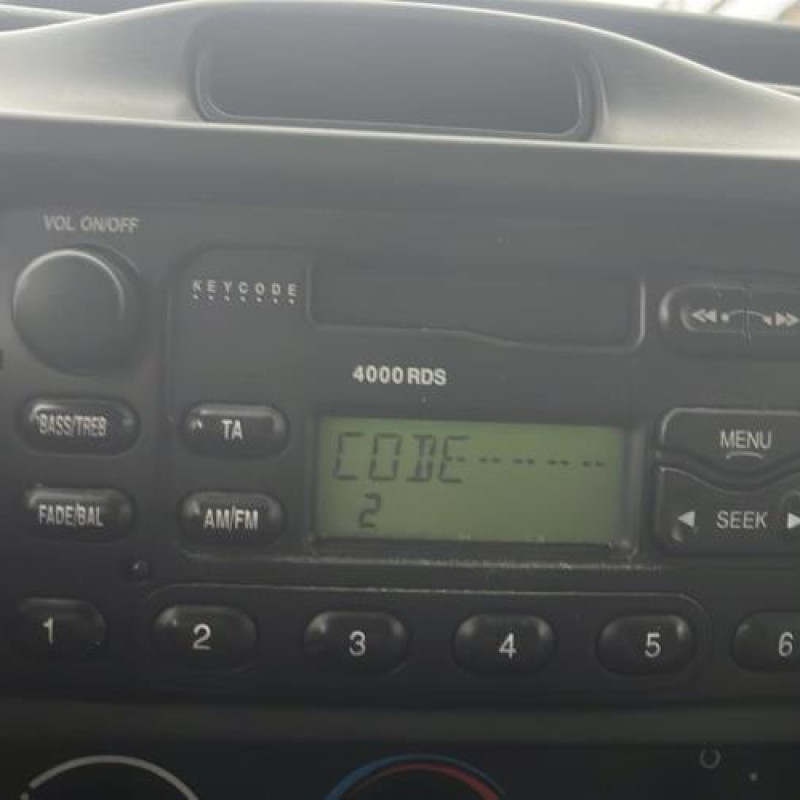 VOL ON/OFF
KEYCODE
4000 RDS
BASS/TREB
TA
MENU
CODE - - - -
2
FADE/BAL
AM/FM
SEEK
1 2 3 4 5 6